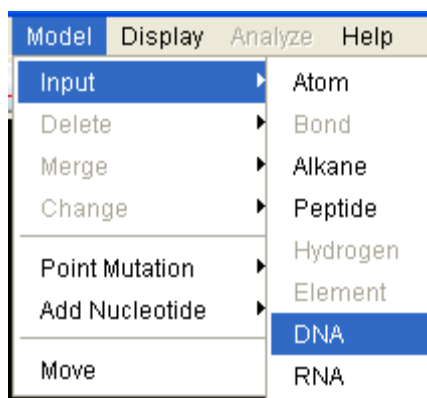 Model Display Analyze Help
Input
Delete
Merge
Change
Point Mutation
Add Nucleotide
Move
Atom
Bond
Alkane
Peptide
Hydrogen
Element
DNA
RNA